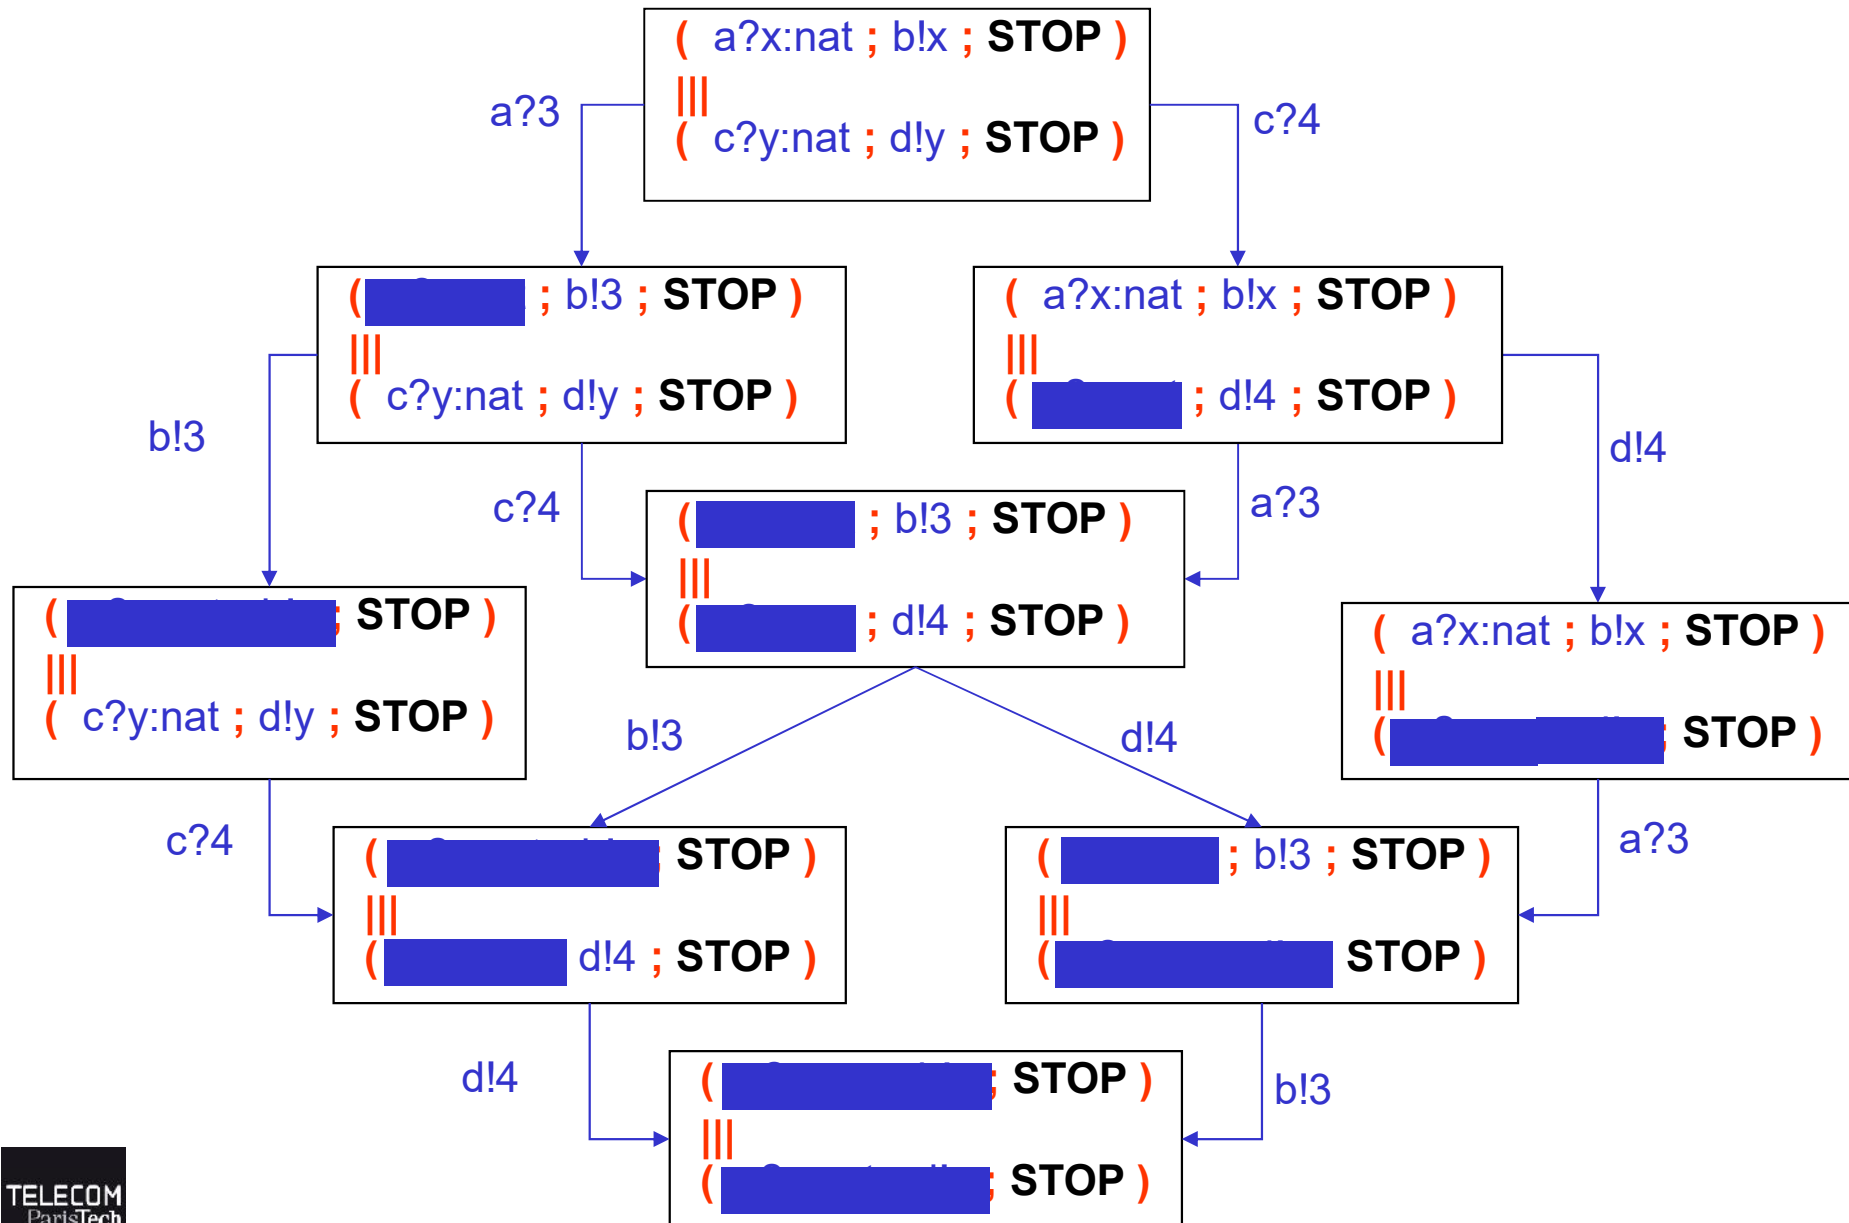 ( a?x:nat ; b!x ; STOP )
|||
( c?y:nat ; d!y ; STOP )
a?3
c?4
( ; b!3 ; STOP )
|||
( c?y:nat ; d!y ; STOP )
( a?x:nat ; b!x ; STOP )
|||
( ; d!4 ; STOP )
b!3
c?4
a?3
d!4
( ; b!3 ; STOP )
|||
( ; d!4 ; STOP )
( ; STOP )
|||
( c?y:nat ; d!y ; STOP )
( a?x:nat ; b!x ; STOP )
|||
( ; STOP )
b!3
d!4
c?4
a?3
( STOP )
|||
( d!4 ; STOP )
( ; b!3 ; STOP )
|||
( STOP )
d!4
b!3
( ; STOP )
|||
( ; STOP )
TELECOM
ParisTech